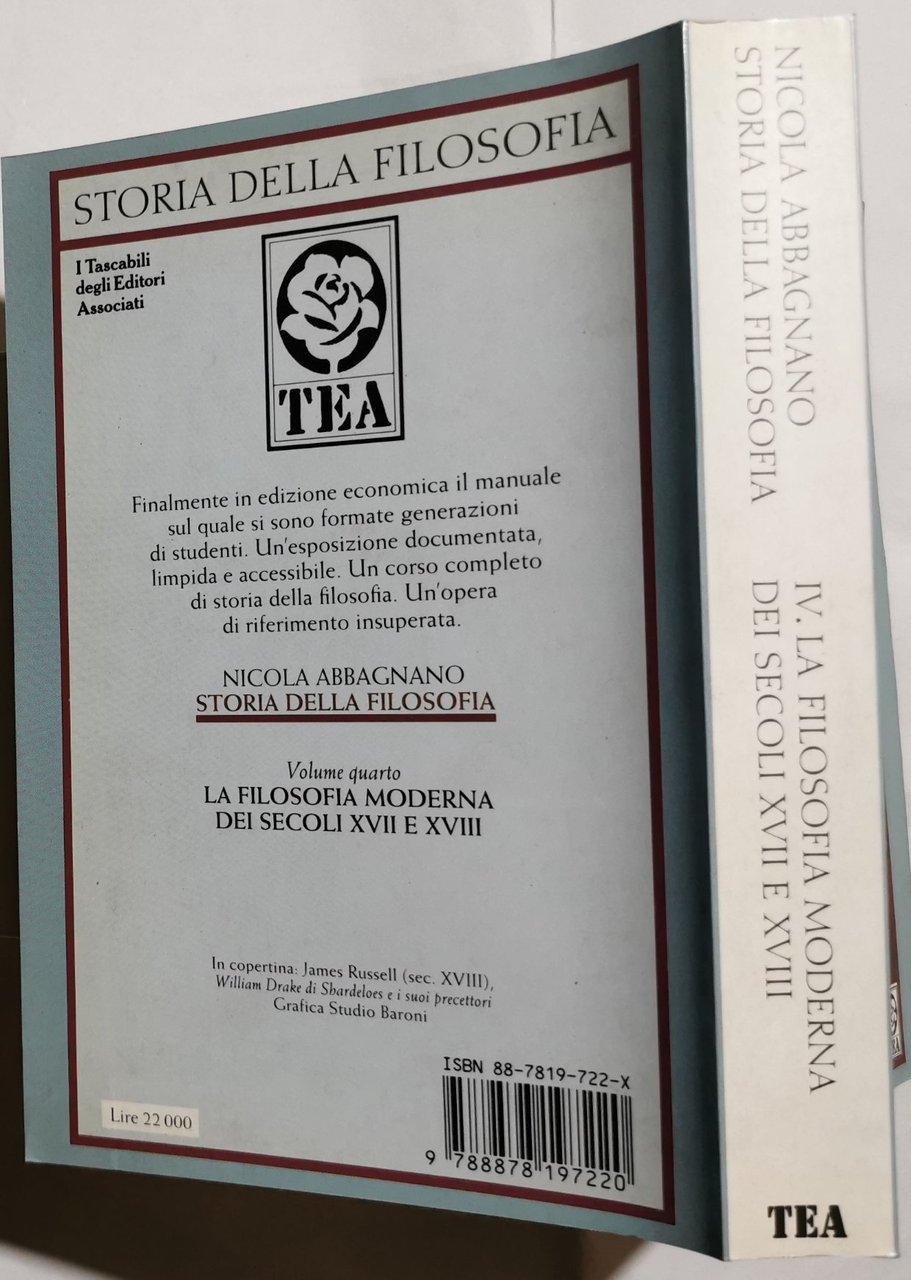 STORIA DELLA FILOSOFIA
I Tascabili
degli Editori
Associati
TEA
Finalmente in edizione economica il manuale
sul quale si sono formate generazioni
di studenti. Un'esposizione documentata,
limpida e accessibile. Un corso completo
di storia della filosofia. Un'opera
di riferimento insuperata.
NICOLA ABBAGNANO
STORIA DELLA FILOSOFIA
Volume quarto
LA FILOSOFIA MODERNA
DEI SECOLI XVII E XVIII
In copertina: James Russell (sec. XVIII),
William Drake di Shardeloes e i suoi precettori
Grafica Studio Baroni
Lire 22 000
ISBN 88-7819-722-X
9 788878 197220
NICOLA ABBAGNANO
STORIA DELLA FILOSOFIA
IV. LA FILOSOFIA MODERNA
DEI SECOLI XVII E XVIII
TEA